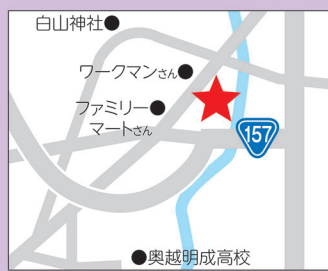 白山神社●
ワークマンさん●
ファミリー●
マートさん
157
●奥越明成高校